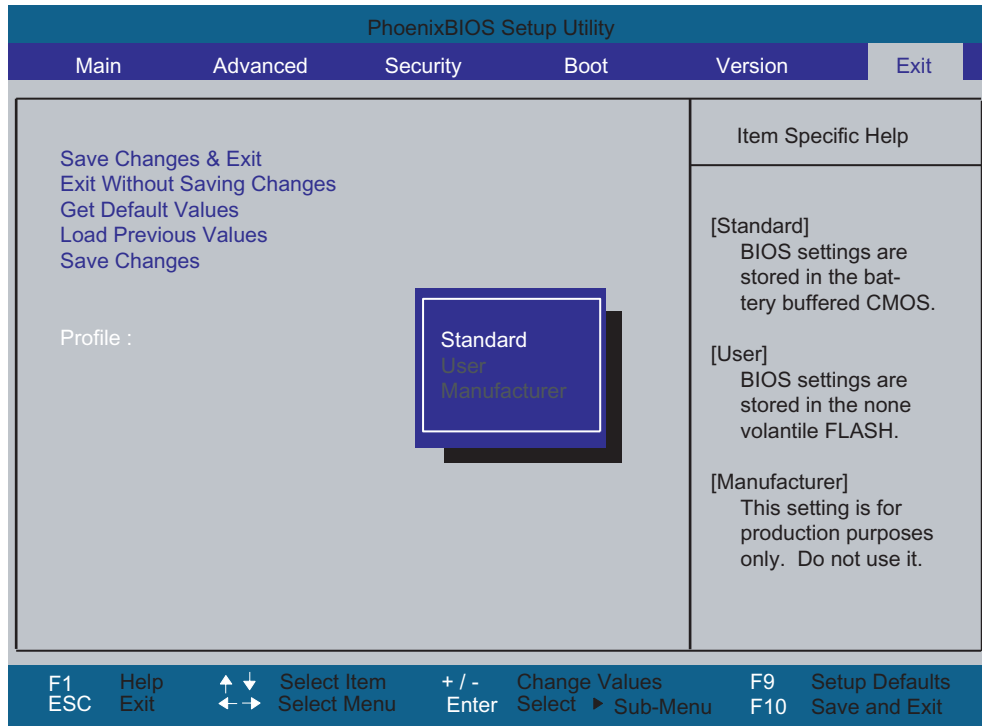 PhoenixBIOS Setup Utility
Main Advanced Security Boot Version Exit
Save Changes & Exit
Exit Without Saving Changes
Get Default Values
Load Previous Values
Save Changes
Profile :
Standard
User
Manufacturer
Item Specific Help
[Standard]
BIOS settings are
stored in the bat-
tery buffered CMOS.
[User]
BIOS settings are
stored in the none
volantile FLASH.
[Manufacturer]
This setting is for
production purposes
only. Do not use it.
F1 Help Select Item + / - Change Values F9 Setup Defaults
ESC Exit Select Menu Enter Select Sub-Menu F10 Save and Exit